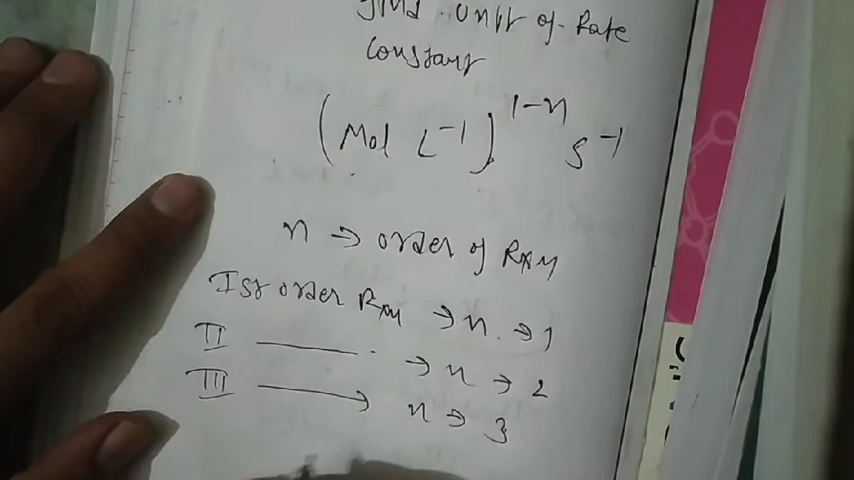 find unit of Rate
Constant
(Mol L⁻¹)¹⁻ⁿ s⁻¹
n → order of Rxn
Ist order Rxn → n → 1
II —— → n → 2
III ——→ n → 3